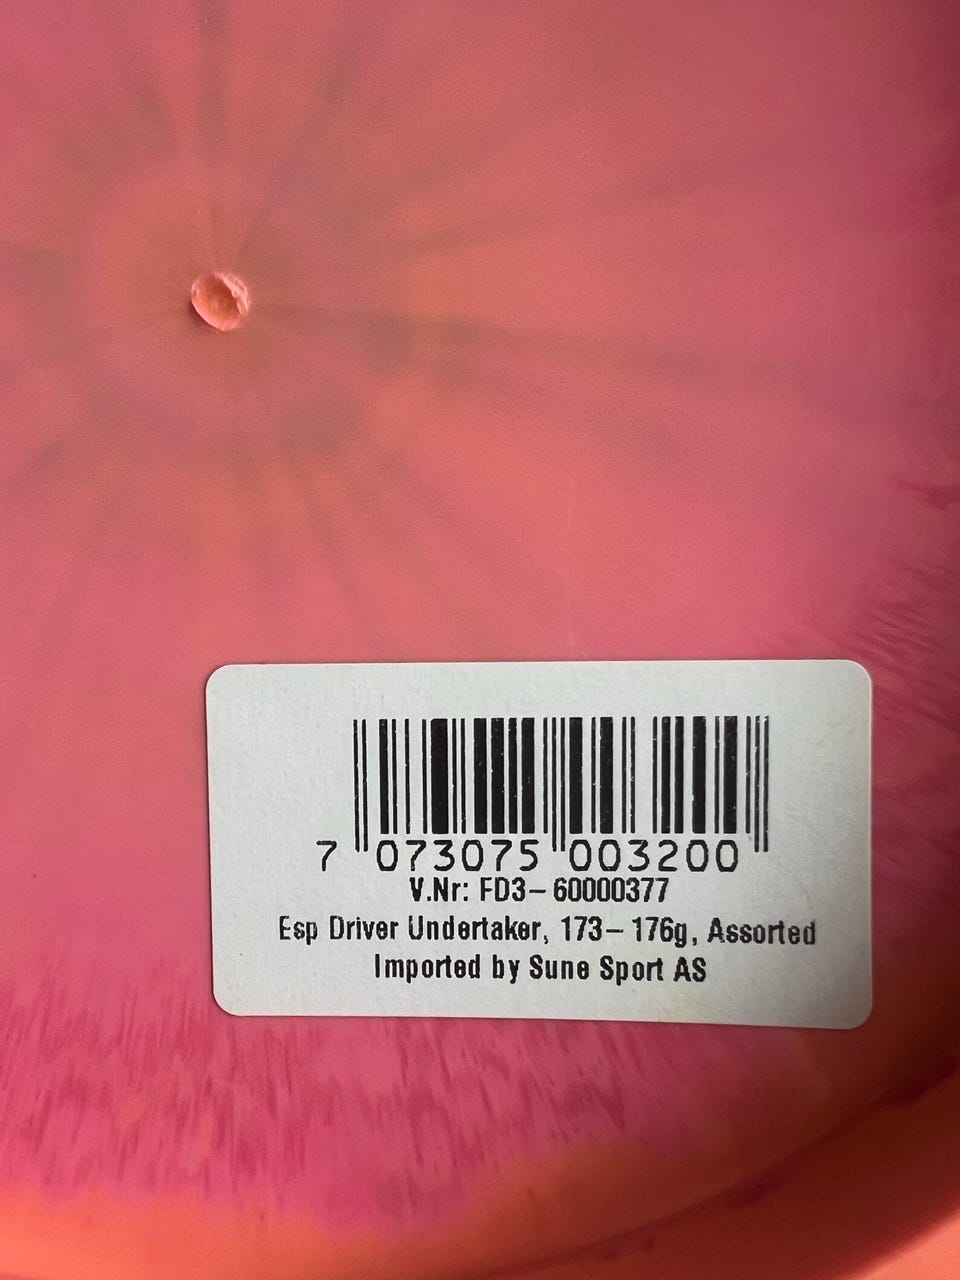 7 073075 003200
V.Nr: FD3-60000377
Esp Driver Undertaker, 173-176g, Assorted
Imported by Sune Sport AS